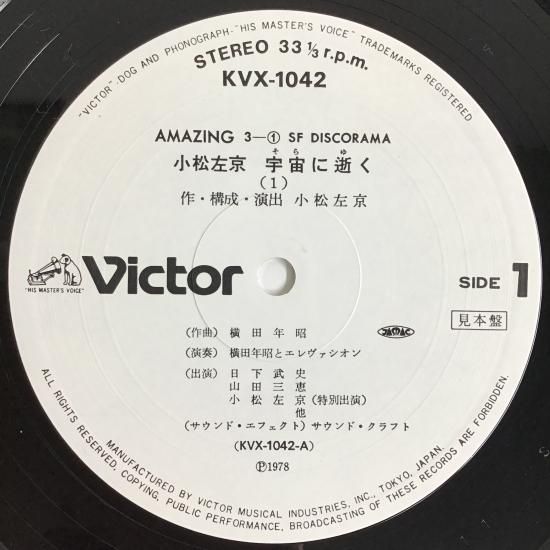 "VICTOR"-DOG AND PHONOGRAPH-"HIS MASTER'S VOICE" TRADEMARKS REGISTERED
STEREO 33 1/3 r.p.m.
KVX-1042
AMAZING 3—① SF DISCORAMA
そら ゆ
小松左京 宇宙に逝く
(1)
作・構成・演出 小松左京
Victor
"HIS MASTER'S VOICE"
SIDE 1
見本盤
(作曲) 横田年昭
JASRAC
(演奏) 横田年昭とエレヴァシオン
(出演) 日下武史
山田三恵
小松左京(特別出演)
他
(サウンド・エフェクト) サウンド・クラフト
(KVX-1042-A)
Ⓟ1978
ALL RIGHTS RESERVED. COPYING, PUBLIC PERFORMANCE, BROADCASTING OF THESE RECORDS ARE FORBIDDEN.
MANUFACTURED BY VICTOR MUSICAL INDUSTRIES, INC., TOKYO, JAPAN.